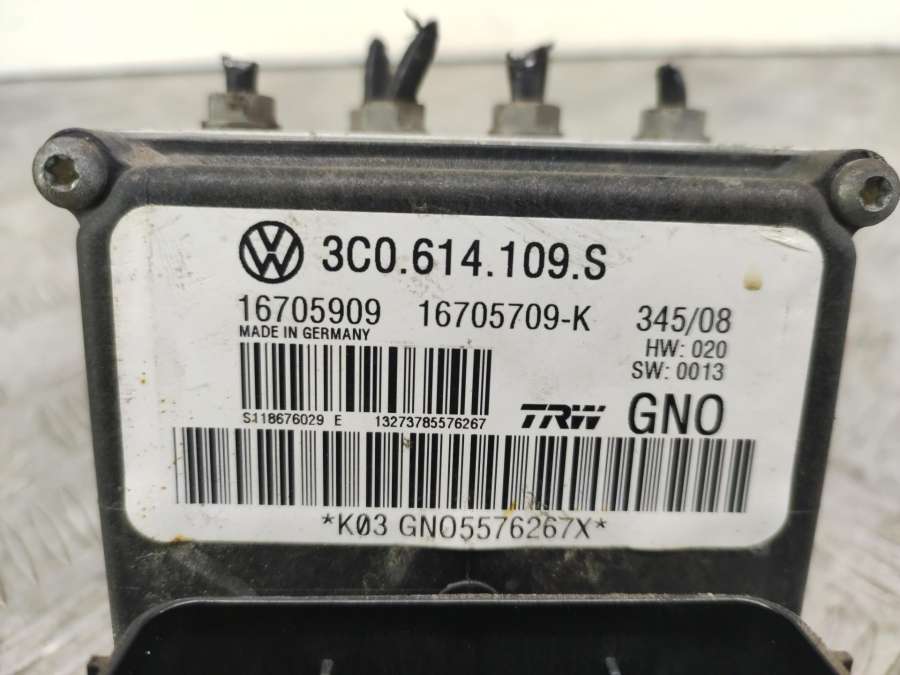 3C0.614.109.S
16705909 16705709-K 345/08
MADE IN GERMANY HW: 020
SW: 0013
S118676029 E 13273785576267 TRW GNO
*K03 GNO5576267X*